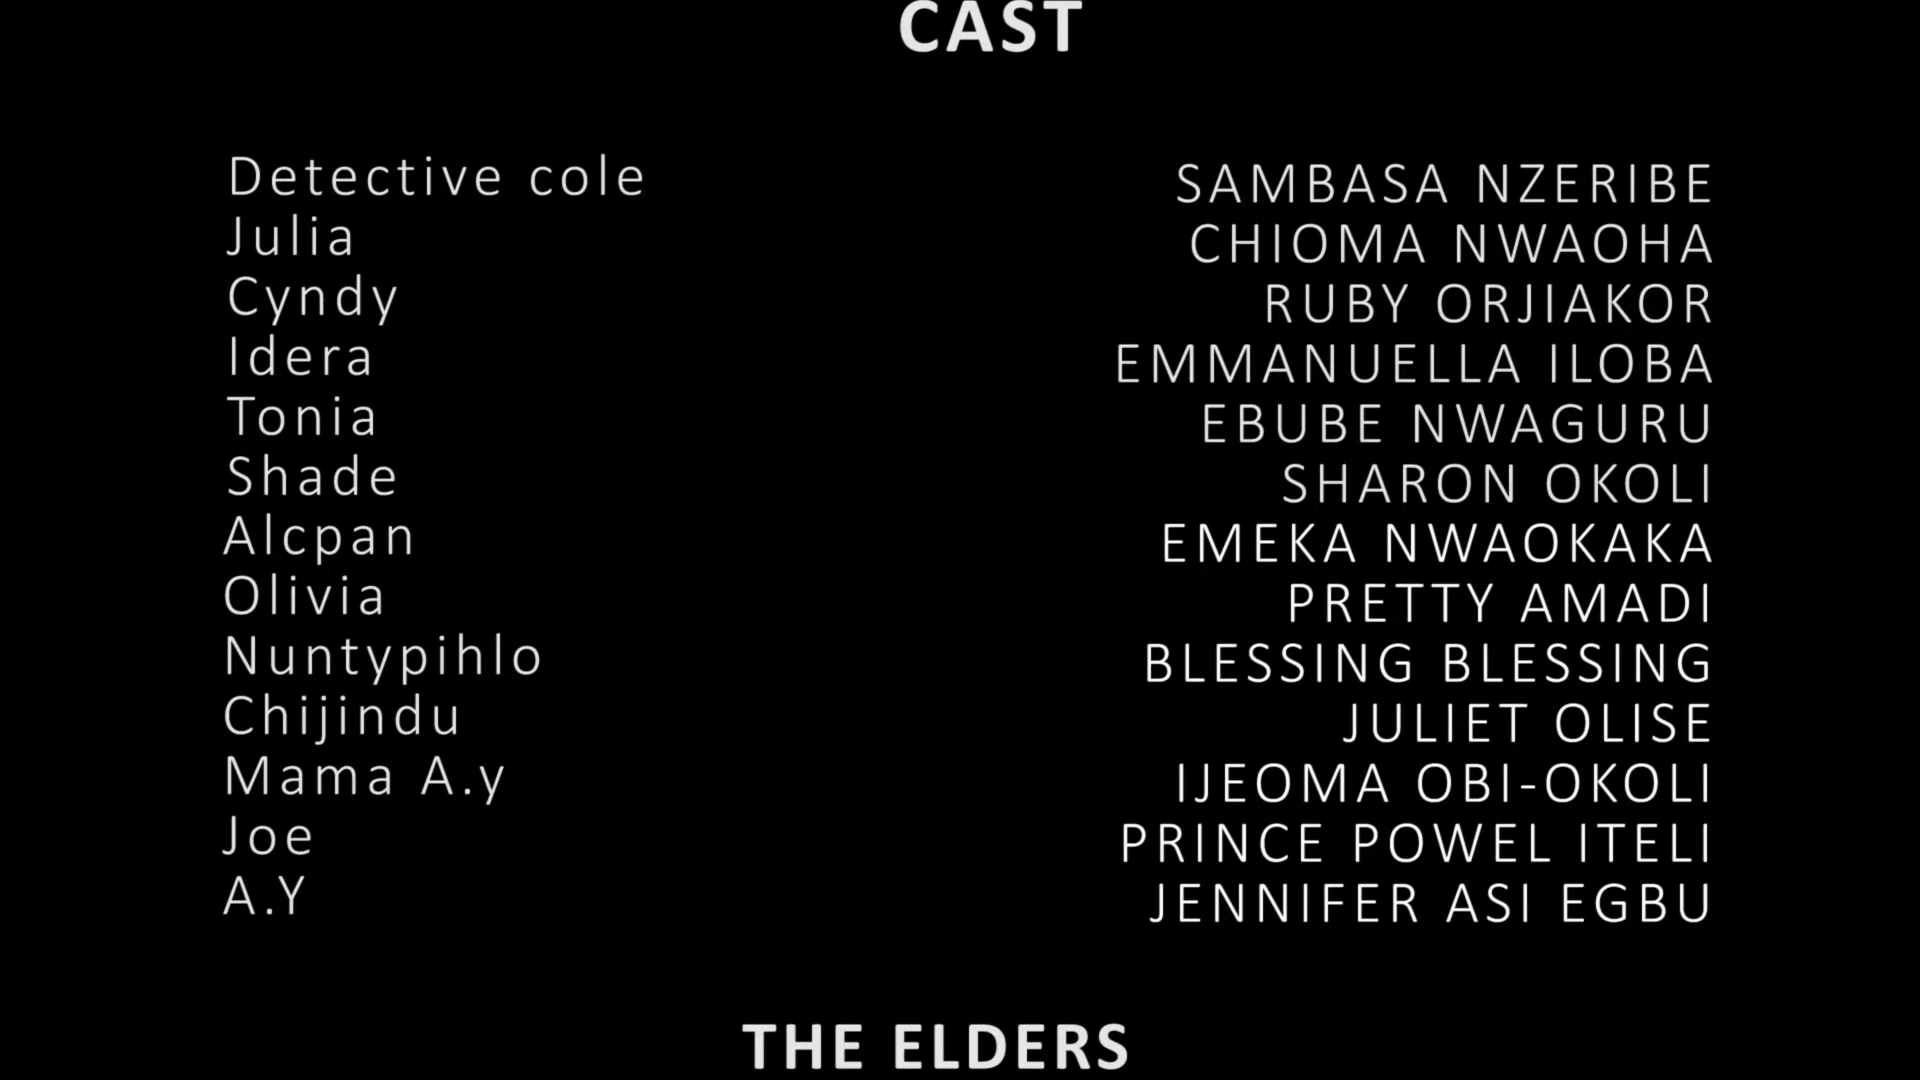 CAST
Detective cole SAMBASA NZERIBE
Julia CHIOMA NWAOHA
Cyndy RUBY ORJIAKOR
Idera EMMANUELLA ILOBA
Tonia EBUBE NWAGURU
Shade SHARON OKOLI
Alcpan EMEKA NWAOKAKA
Olivia PRETTY AMADI
Nuntypihlo BLESSING BLESSING
Chijindu JULIET OLISE
Mama A.y IJEOMA OBI-OKOLI
Joe PRINCE POWEL ITELI
A.Y JENNIFER ASI EGBU
THE ELDERS